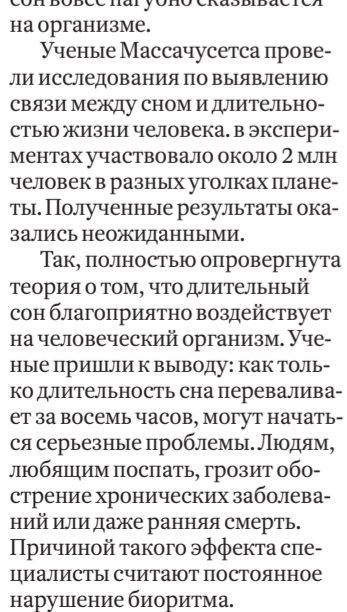 сон вовсе пагубно сказывается
на организме.
Ученые Массачусетса прове-
ли исследования по выявлению
связи между сном и длительно-
стью жизни человека. в экспери-
ментах участвовало около 2 млн
человек в разных уголках плане-
ты. Полученные результаты ока-
зались неожиданными.
Так, полностью опровергнута
теория о том, что длительный
сон благоприятно воздействует
на человеческий организм. Уче-
ные пришли к выводу: как толь-
ко длительность сна перевалива-
ет за восемь часов, могут начать-
ся серьезные проблемы. Людям,
любящим поспать, грозит обо-
стрение хронических заболева-
ний или даже ранняя смерть.
Причиной такого эффекта спе-
циалисты считают постоянное
нарушение биоритма.